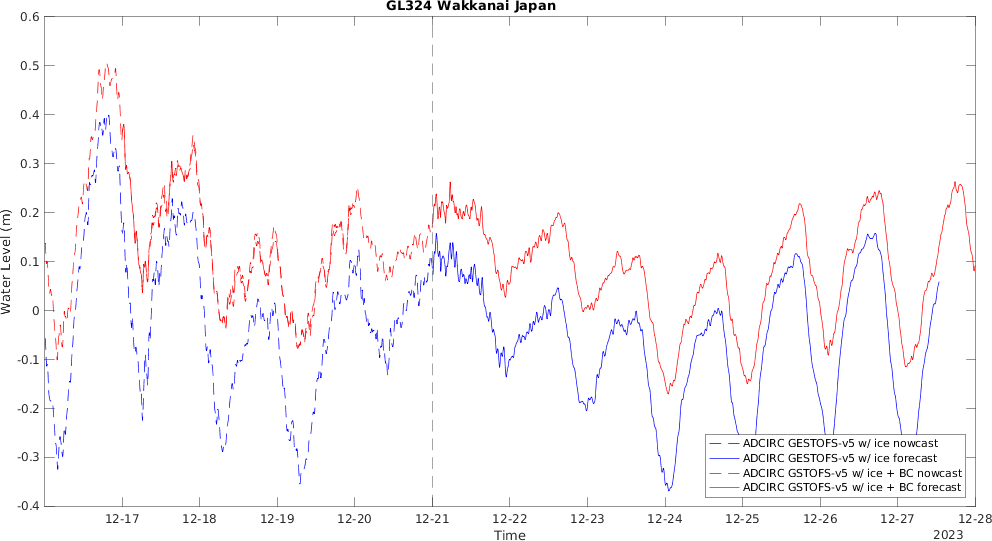 GL324 Wakkanai Japan
0.6
0.5
0.4
0.3
0.2
0.1
0
-0.1
-0.2
-0.3
-0.4
Water Level (m)
ADCIRC GESTOFS-v5 w/ ice nowcast
ADCIRC GESTOFS-v5 w/ ice forecast
ADCIRC GSTOFS-v5 w/ ice + BC nowcast
ADCIRC GSTOFS-v5 w/ ice + BC forecast
12-17 12-18 12-19 12-20 12-21 12-22 12-23 12-24 12-25 12-26 12-27 12-28
Time
2023